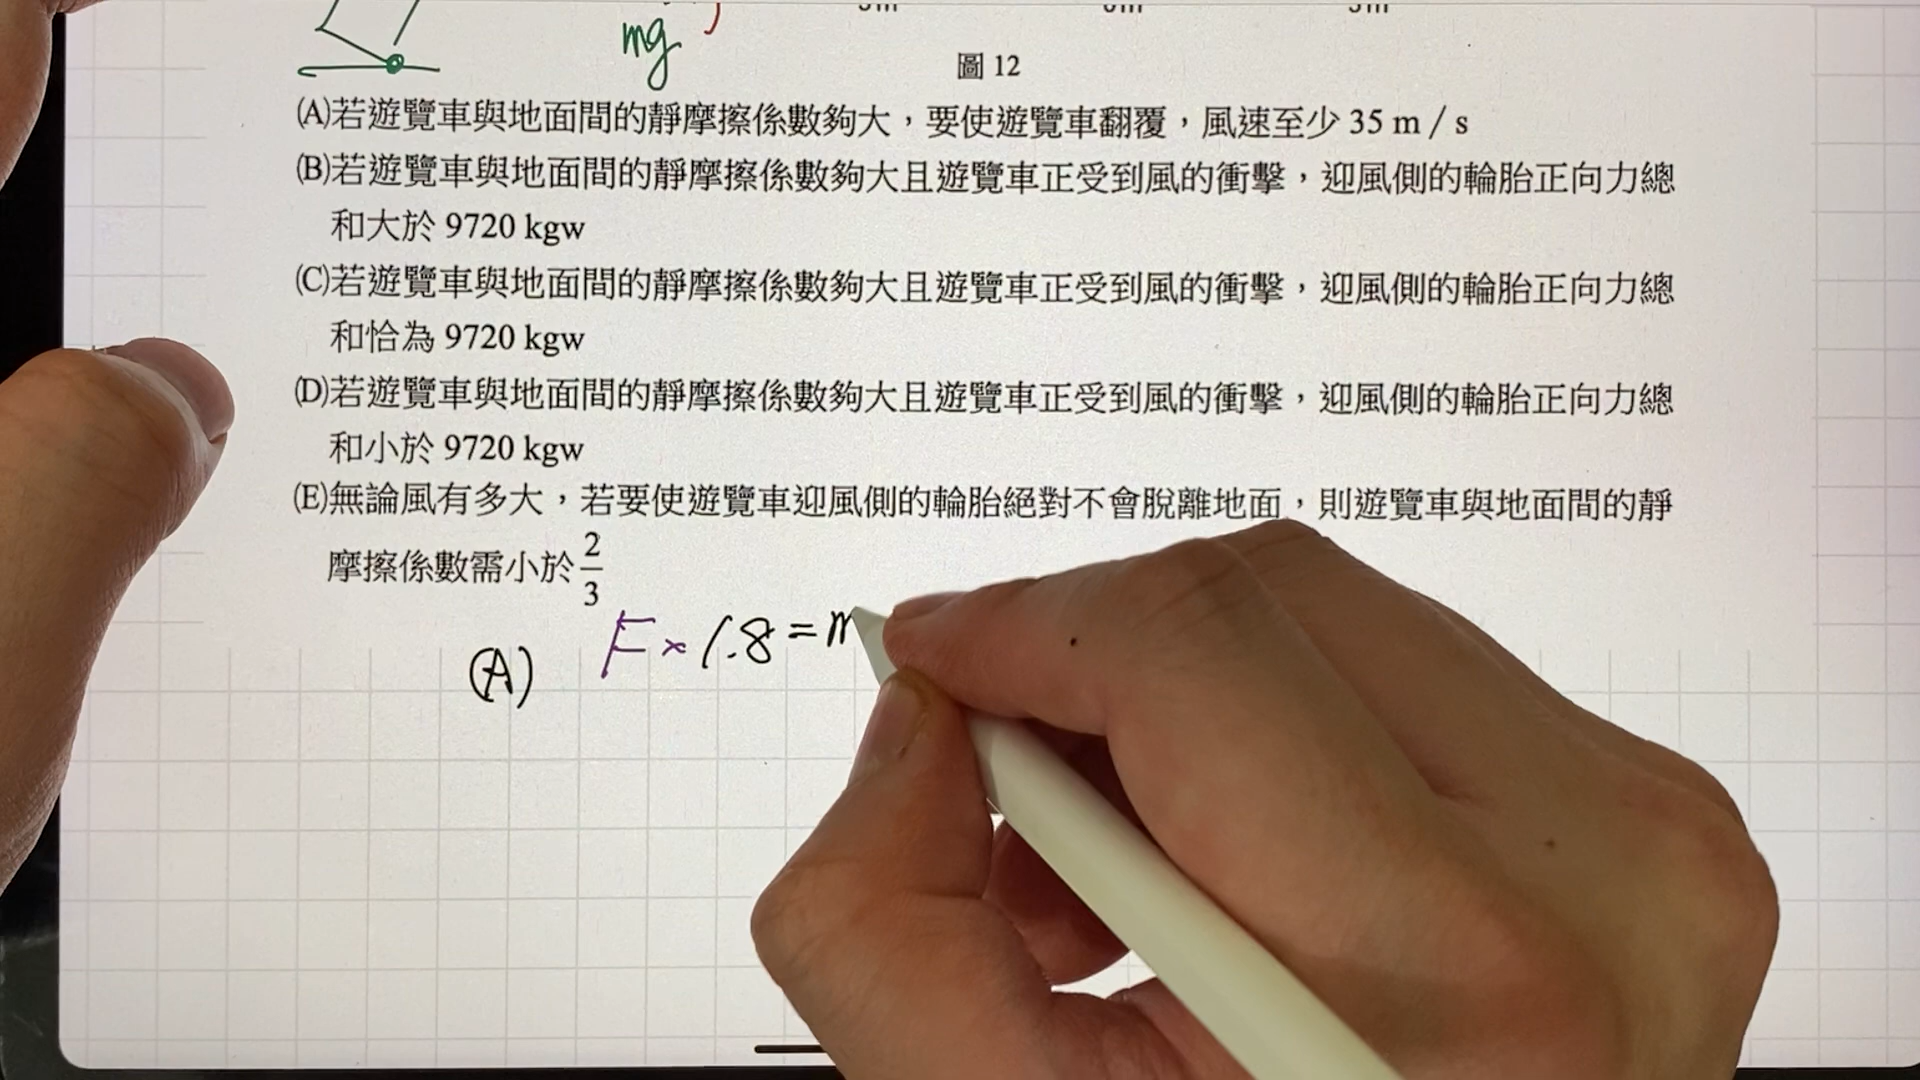 mg
圖 12
(A)若遊覽車與地面間的靜摩擦係數夠大，要使遊覽車翻覆，風速至少 35 m / s
(B)若遊覽車與地面間的靜摩擦係數夠大且遊覽車正受到風的衝擊，迎風側的輪胎正向力總
和大於 9720 kgw
(C)若遊覽車與地面間的靜摩擦係數夠大且遊覽車正受到風的衝擊，迎風側的輪胎正向力總
和恰為 9720 kgw
(D)若遊覽車與地面間的靜摩擦係數夠大且遊覽車正受到風的衝擊，迎風側的輪胎正向力總
和小於 9720 kgw
(E)無論風有多大，若要使遊覽車迎風側的輪胎絕對不會脫離地面，則遊覽車與地面間的靜
摩擦係數需小於 2/3
(A) F × 1.8 = m